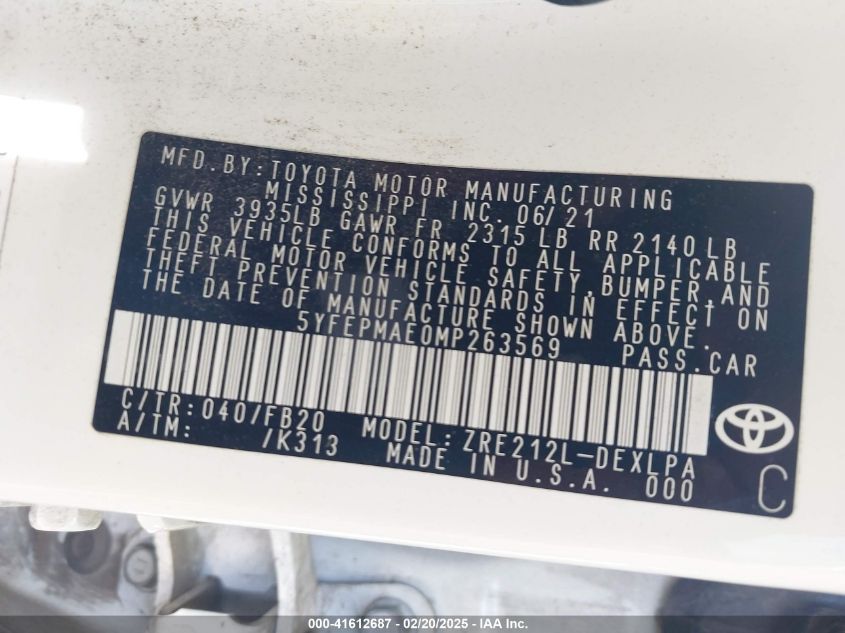 MFD.BY:TOYOTA MOTOR MANUFACTURING
MISSISSIPPI INC. 06/21
GVWR 3935LB GAWR FR 2315 LB RR 2140 LB
THIS VEHICLE CONFORMS TO ALL APPLICABLE
FEDERAL MOTOR VEHICLE SAFETY,BUMPER,AND
THEFT PREVENTION STANDARDS IN EFFECT ON
THE DATE OF MANUFACTURE SHOWN ABOVE.
5YFEPMAE0MP263569 PASS.CAR
C/TR:040/FB20 MODEL:ZRE212L-DEXLPA
A/TM: /K313 MADE IN U.S.A. 000
C
000-41612687 / 02/20/2025 - IAA Inc.